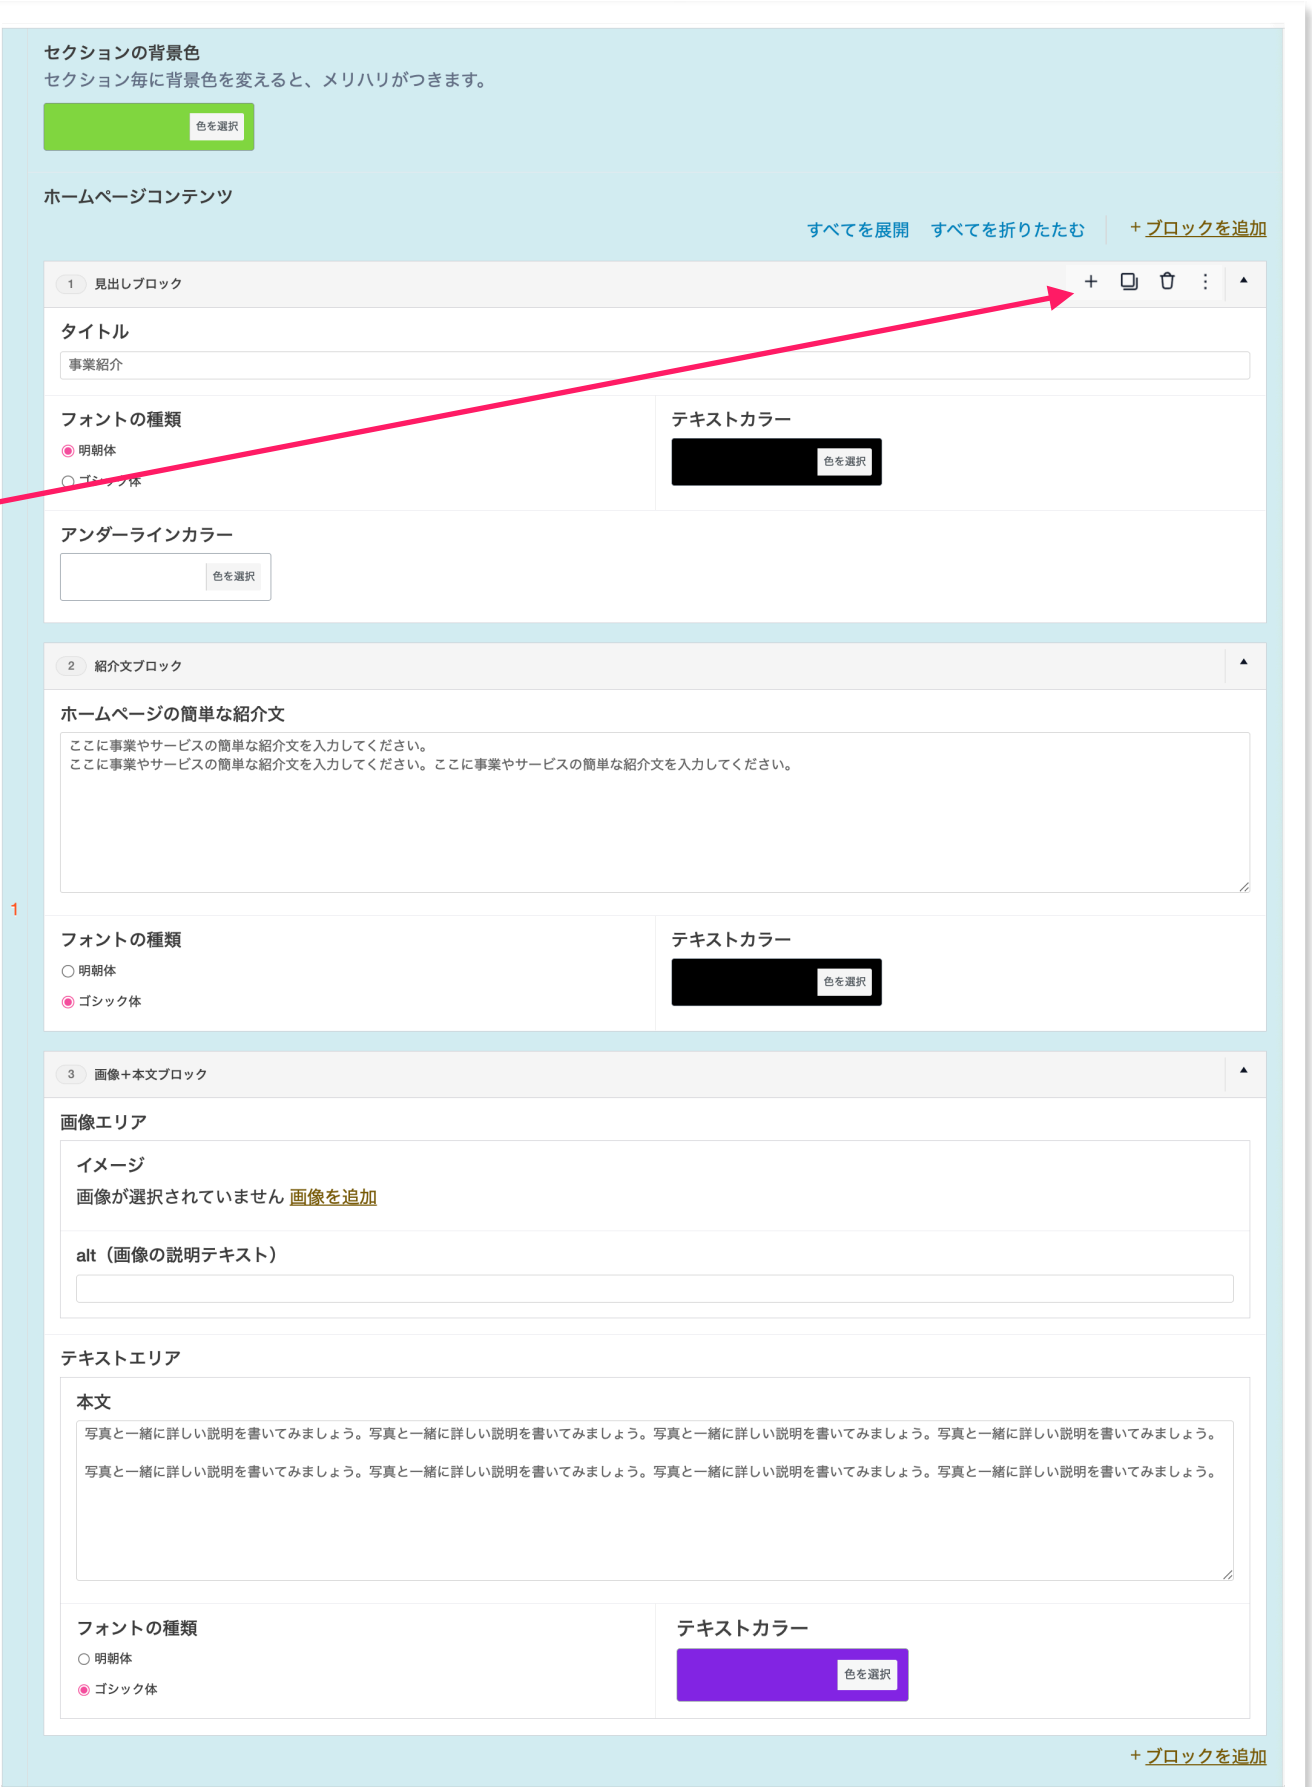 セクションの背景色
セクション毎に背景色を変えると、メリハリがつきます。
色を選択
ホームページコンテンツ
すべてを展開 すべてを折りたたむ + ブロックを追加
1 見出しブロック
タイトル
事業紹介
フォントの種類
明朝体
ゴシック体
テキストカラー
色を選択
アンダーラインカラー
色を選択
2 紹介文ブロック
ホームページの簡単な紹介文
ここに事業やサービスの簡単な紹介文を入力してください。
ここに事業やサービスの簡単な紹介文を入力してください。ここに事業やサービスの簡単な紹介文を入力してください。
1
フォントの種類
明朝体
ゴシック体
テキストカラー
色を選択
3 画像+本文ブロック
画像エリア
イメージ
画像が選択されていません 画像を追加
alt（画像の説明テキスト）
テキストエリア
本文
写真と一緒に詳しい説明を書いてみましょう。写真と一緒に詳しい説明を書いてみましょう。写真と一緒に詳しい説明を書いてみましょう。写真と一緒に詳しい説明を書いてみましょう。
写真と一緒に詳しい説明を書いてみましょう。写真と一緒に詳しい説明を書いてみましょう。写真と一緒に詳しい説明を書いてみましょう。写真と一緒に詳しい説明を書いてみましょう。
フォントの種類
明朝体
ゴシック体
テキストカラー
色を選択
+ ブロックを追加